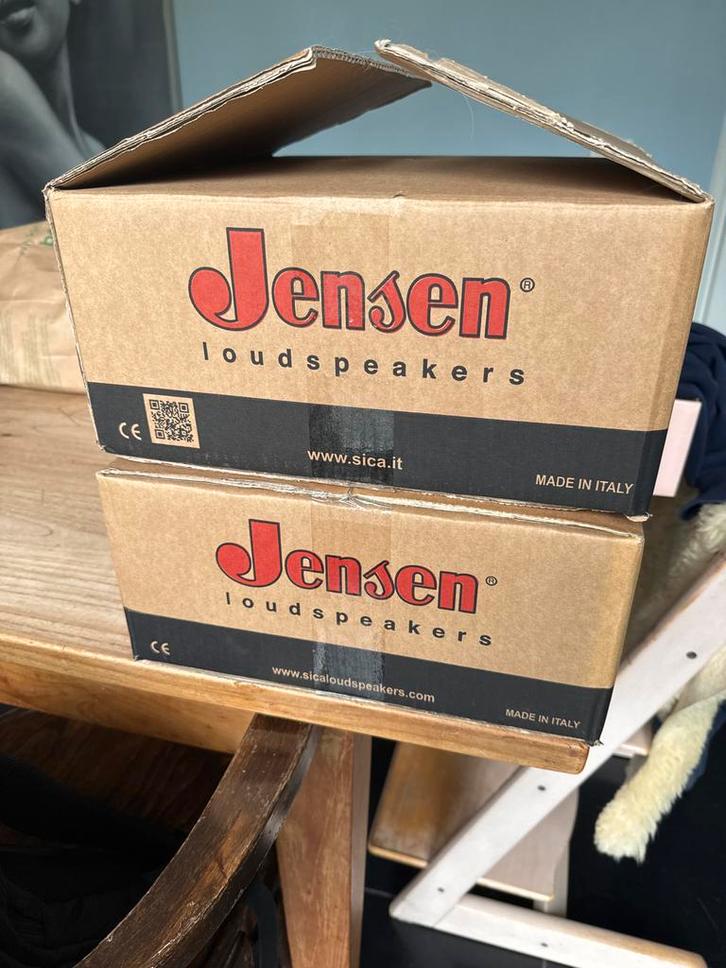 Jensen®
loudspeakers
CE
www.sica.it
MADE IN ITALY
Jensen®
loudspeakers
CE
www.sicaloudspeakers.com
MADE IN ITALY